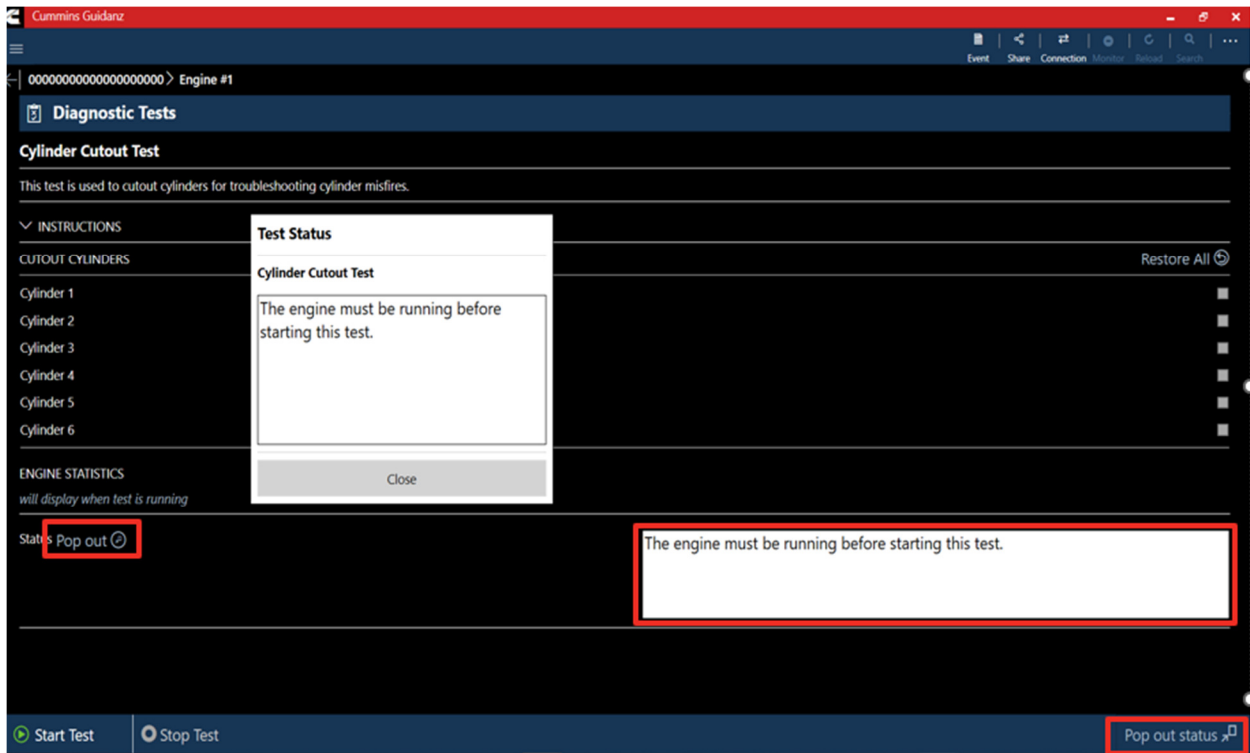 Cummins Guidanz
Event Share Connection Monitor Reload Search
00000000000000000000 > Engine #1
Diagnostic Tests
Cylinder Cutout Test
This test is used to cutout cylinders for troubleshooting cylinder misfires.
INSTRUCTIONS
CUTOUT CYLINDERS
Restore All
Cylinder 1
Cylinder 2
Cylinder 3
Cylinder 4
Cylinder 5
Cylinder 6
Test Status
Cylinder Cutout Test
The engine must be running before
starting this test.
Close
ENGINE STATISTICS
will display when test is running
Status Pop out
The engine must be running before starting this test.
Start Test
Stop Test
Pop out status